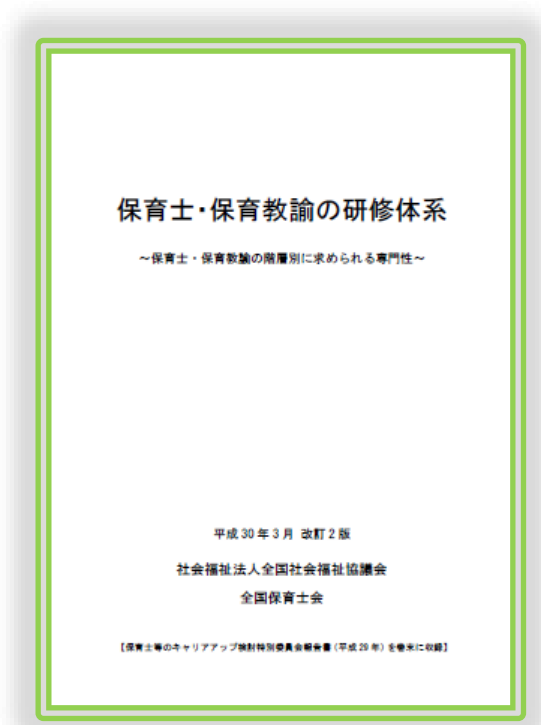 保育士・保育教諭の研修体系
～保育士・保育教諭の階層別に求められる専門性～
平成30年3月 改訂2版
社会福祉法人全国社会福祉協議会
全国保育士会
【保育士等のキャリアアップ検討特別委員会報告書（平成29年）を巻末に収録】